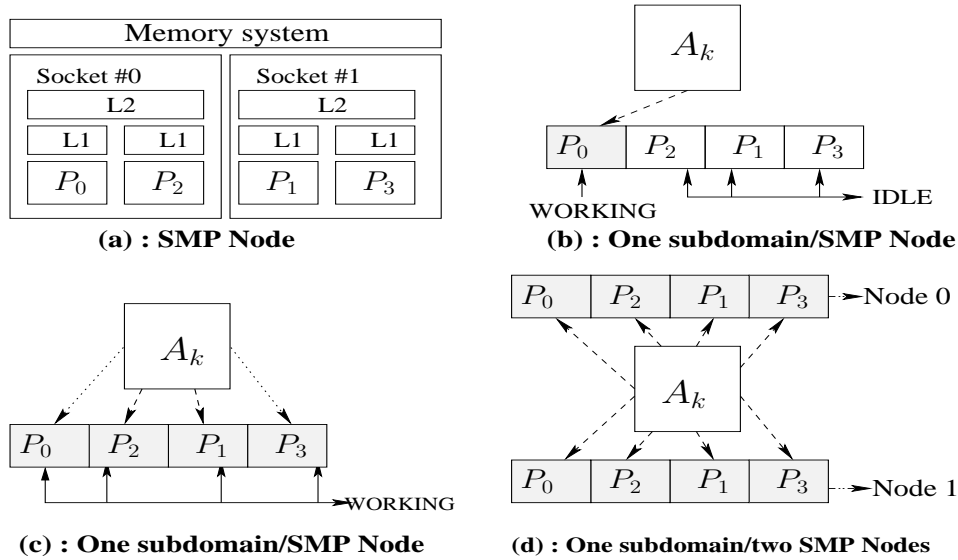 Memory system
Socket #0
L2
L1 L1
P0 P2
Socket #1
L2
L1 L1
P1 P3
(a) : SMP Node
Ak
P0 P2 P1 P3
WORKING
IDLE
(b) : One subdomain/SMP Node
Ak
P0 P2 P1 P3
WORKING
(c) : One subdomain/SMP Node
P0 P2 P1 P3
Node 0
Ak
P0 P2 P1 P3
Node 1
(d) : One subdomain/two SMP Nodes